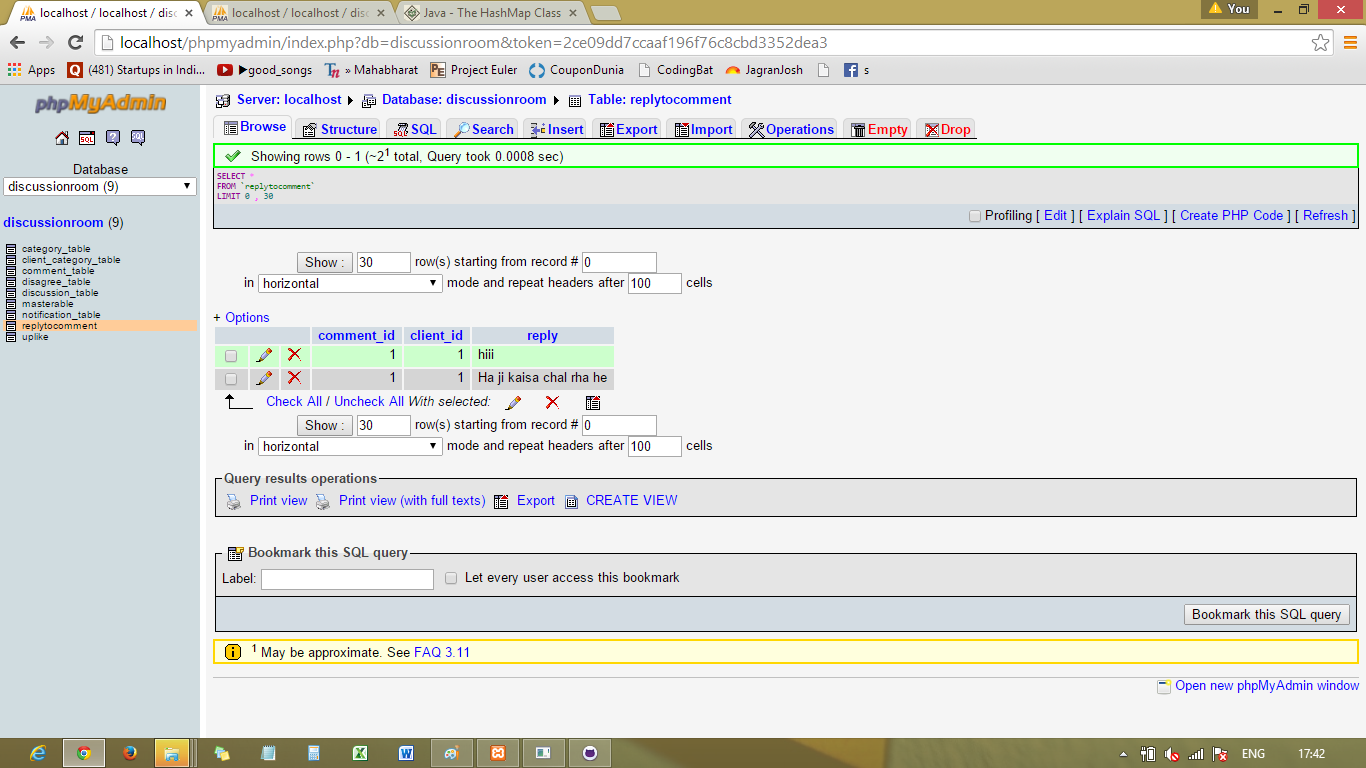 localhost / localhost / disc
localhost / localhost / disc
Java - The HashMap Class
You
localhost/phpmyadmin/index.php?db=discussionroom&token=2ce09dd7ccaaf196f76c8cbd3352dea3
Apps
(481) Startups in Indi...
▶good_songs
» Mahabharat
Project Euler
CouponDunia
CodingBat
JagranJosh
s
phpMyAdmin
Database
discussionroom (9)
discussionroom (9)
category_table
client_category_table
comment_table
disagree_table
discussion_table
masterable
notification_table
replytocomment
uplike
Server: localhost ▶ Database: discussionroom ▶ Table: replytocomment
Browse Structure SQL Search Insert Export Import Operations Empty Drop
Showing rows 0 - 1 (~2¹ total, Query took 0.0008 sec)
SELECT *
FROM `replytocomment`
LIMIT 0 , 30
Profiling [ Edit ] [ Explain SQL ] [ Create PHP Code ] [ Refresh ]
Show : 30 row(s) starting from record # 0
in horizontal mode and repeat headers after 100 cells
+ Options
comment_id client_id reply
1 1 hiii
1 1 Ha ji kaisa chal rha he
Check All / Uncheck All With selected:
Show : 30 row(s) starting from record # 0
in horizontal mode and repeat headers after 100 cells
Query results operations
Print view Print view (with full texts) Export CREATE VIEW
Bookmark this SQL query
Label: Let every user access this bookmark
Bookmark this SQL query
¹ May be approximate. See FAQ 3.11
Open new phpMyAdmin window
ENG 17:42